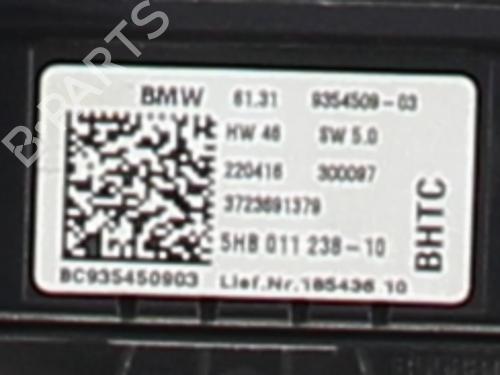 BMW 61.31 9354509-03
HW 46 SW 5.0
220416 300097
3723691379
5HB 011 238-10
BC935450903 Lief.Nr.185436 10
BHTC
B-PARTS